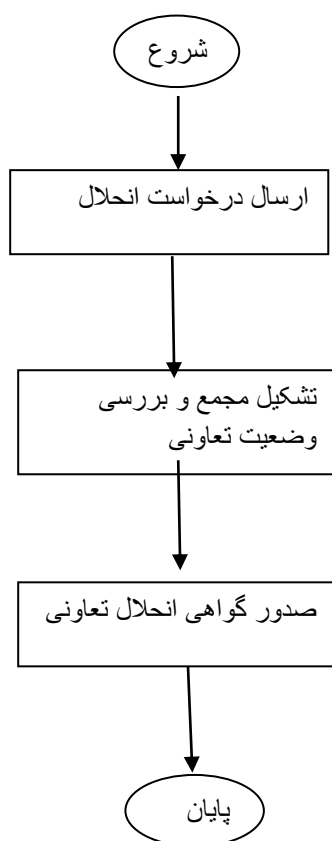 شروع
ارسال درخواست انحلال
تشکیل مجمع و بررسی
وضعیت تعاونی
صدور گواهی انحلال تعاونی
پایان